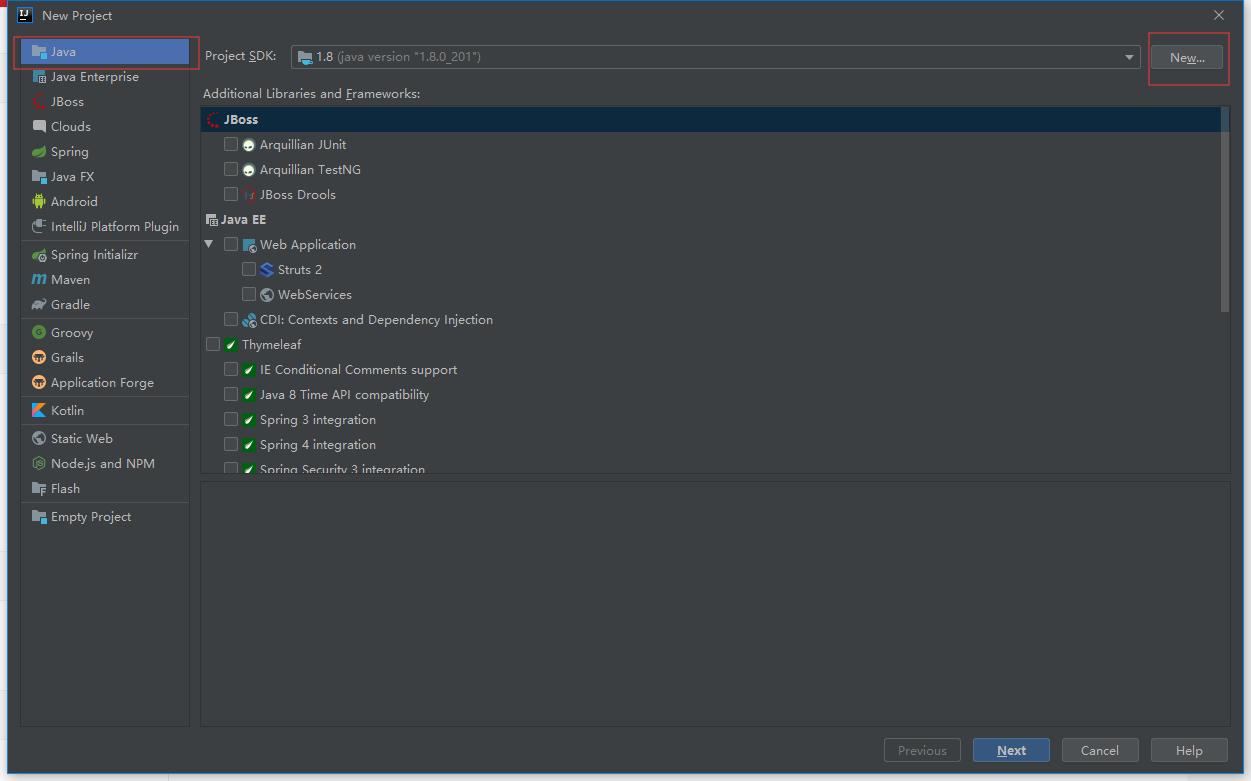 New Project
Java
Java Enterprise
JBoss
Clouds
Spring
Java FX
Android
IntelliJ Platform Plugin
Spring Initializr
Maven
Gradle
Groovy
Grails
Application Forge
Kotlin
Static Web
Node.js and NPM
Flash
Empty Project
Project SDK: 1.8 (java version "1.8.0_201") New...
Additional Libraries and Frameworks:
JBoss
Arquillian JUnit
Arquillian TestNG
JBoss Drools
Java EE
Web Application
Struts 2
WebServices
CDI: Contexts and Dependency Injection
Thymeleaf
IE Conditional Comments support
Java 8 Time API compatibility
Spring 3 integration
Spring 4 integration
Spring Security 3 integration
Previous Next Cancel Help